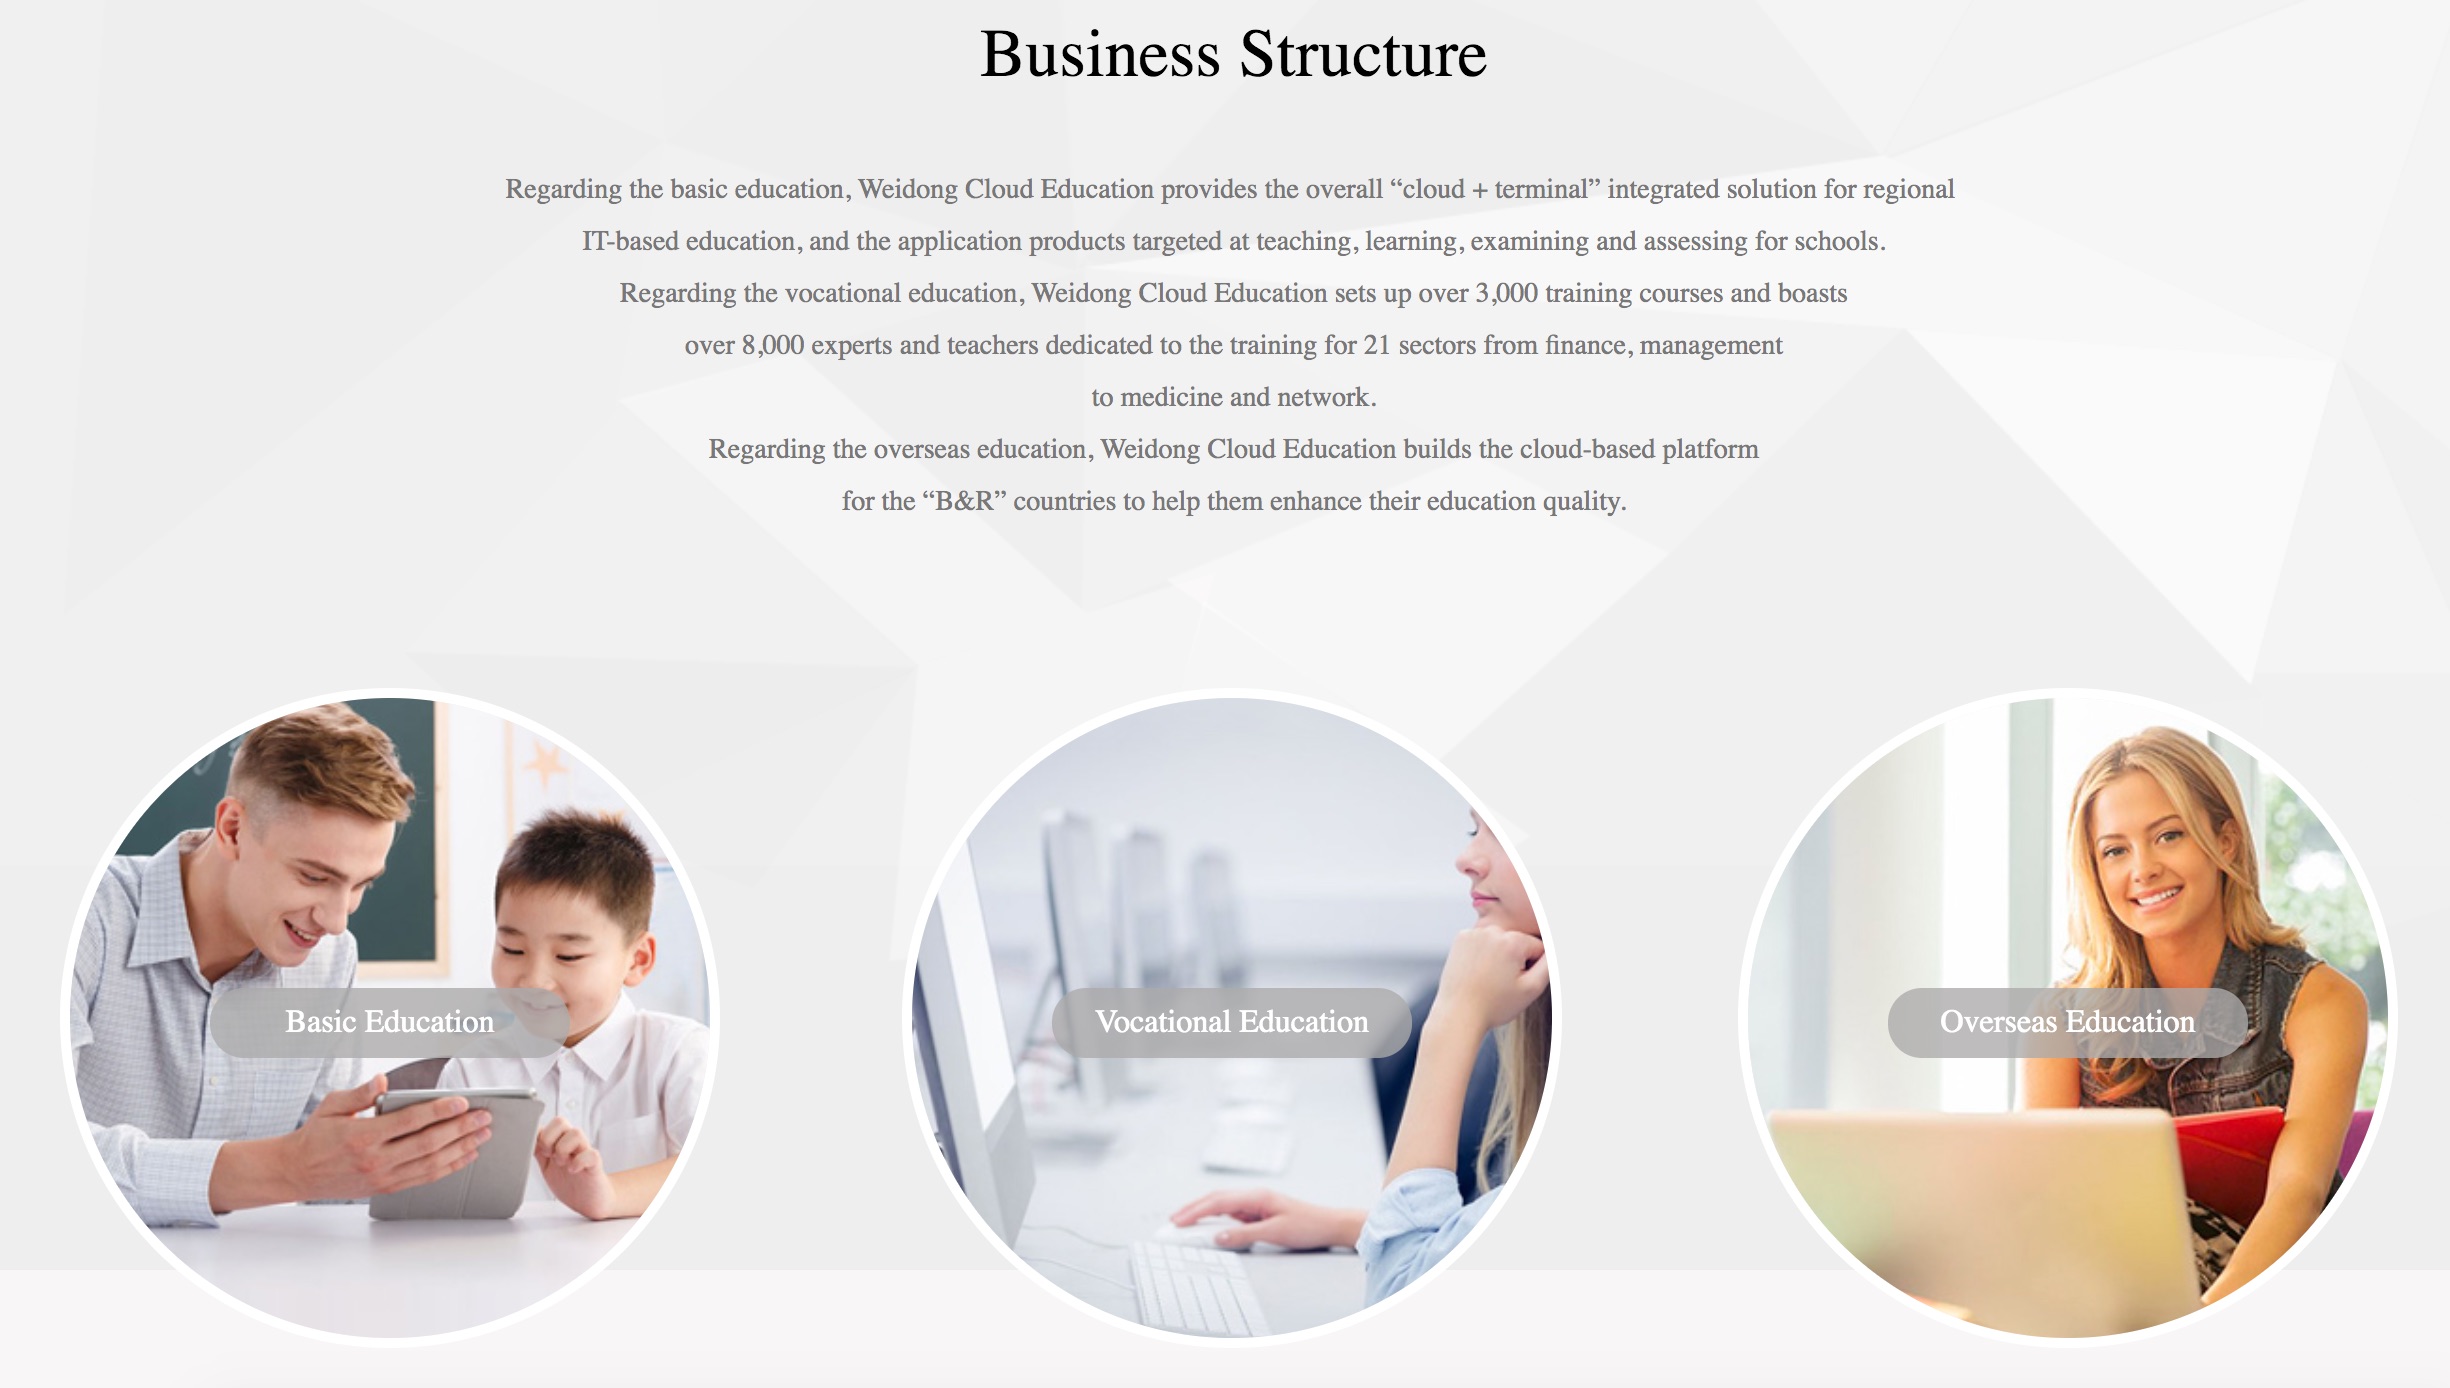 Business Structure
Regarding the basic education, Weidong Cloud Education provides the overall “cloud + terminal” integrated solution for regional
IT-based education, and the application products targeted at teaching, learning, examining and assessing for schools.
Regarding the vocational education, Weidong Cloud Education sets up over 3,000 training courses and boasts
over 8,000 experts and teachers dedicated to the training for 21 sectors from finance, management
to medicine and network.
Regarding the overseas education, Weidong Cloud Education builds the cloud-based platform
for the “B&R” countries to help them enhance their education quality.
Basic Education
Vocational Education
Overseas Education